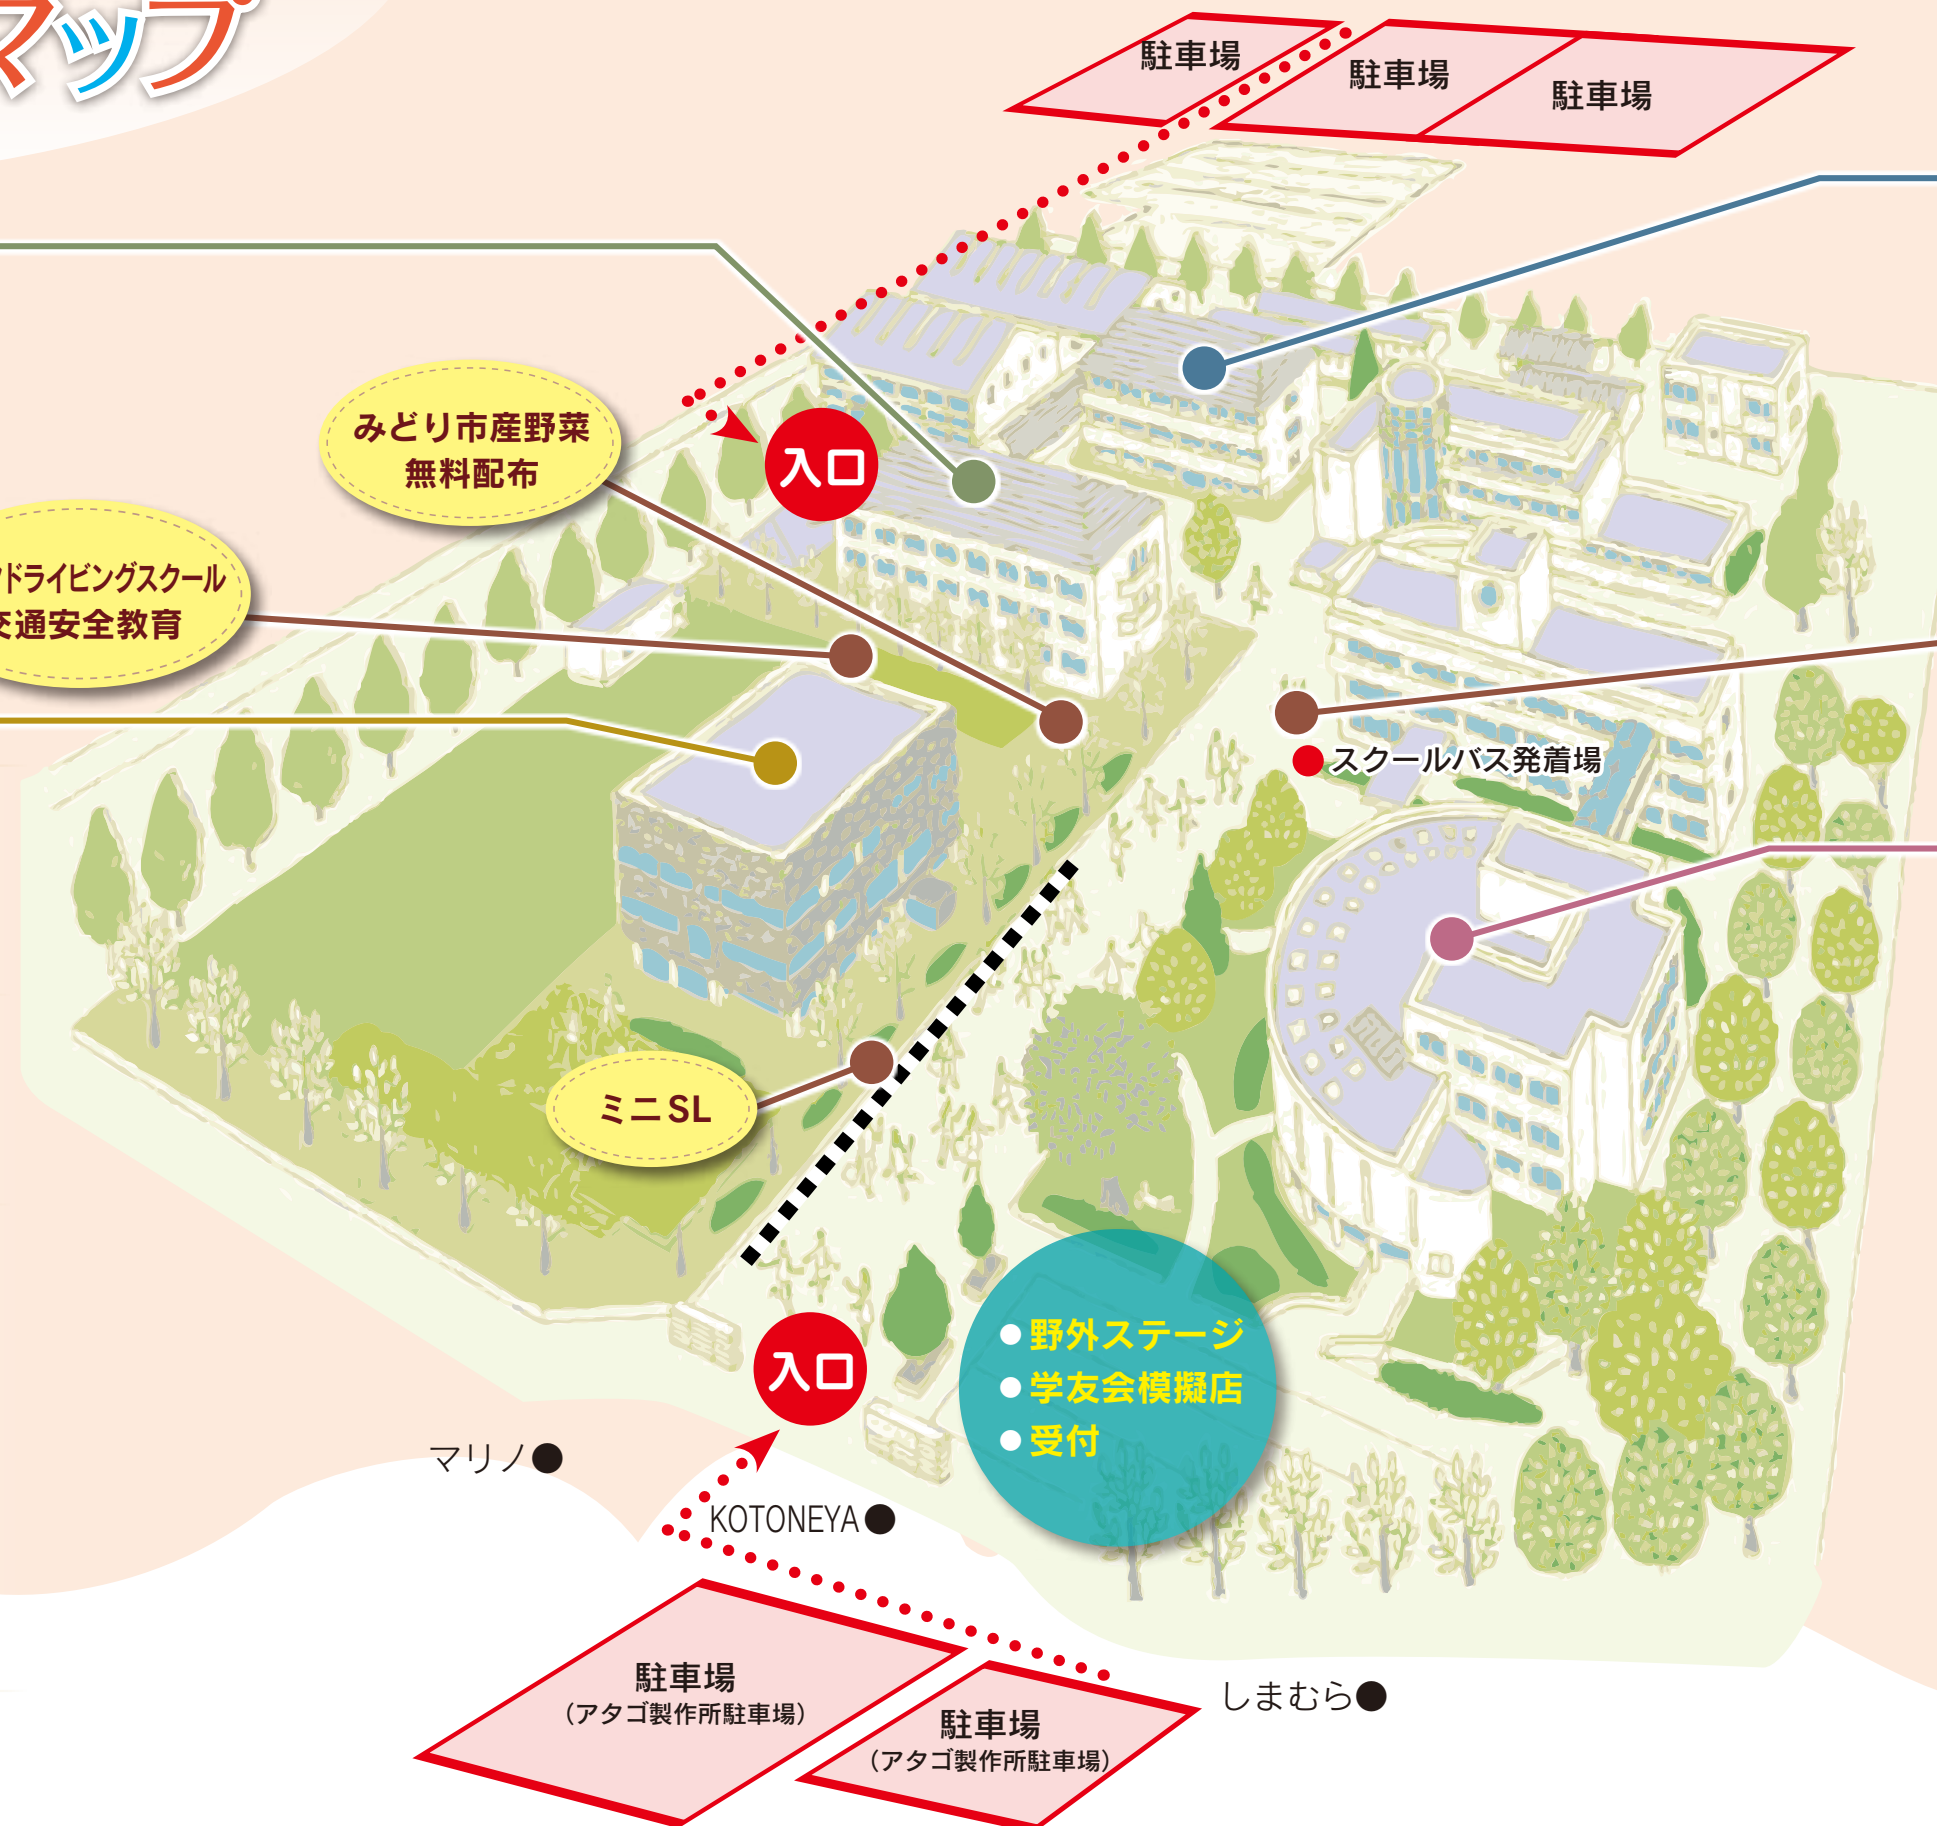 マップ
駐車場
駐車場
駐車場
みどり市産野菜
無料配布
入口
ドライビングスクール
交通安全教育
スクールバス発着場
ミニSL
入口
●野外ステージ
●学友会模擬店
●受付
マリノ●
KOTONEYA●
駐車場
(アタゴ製作所駐車場)
駐車場
(アタゴ製作所駐車場)
しまむら●